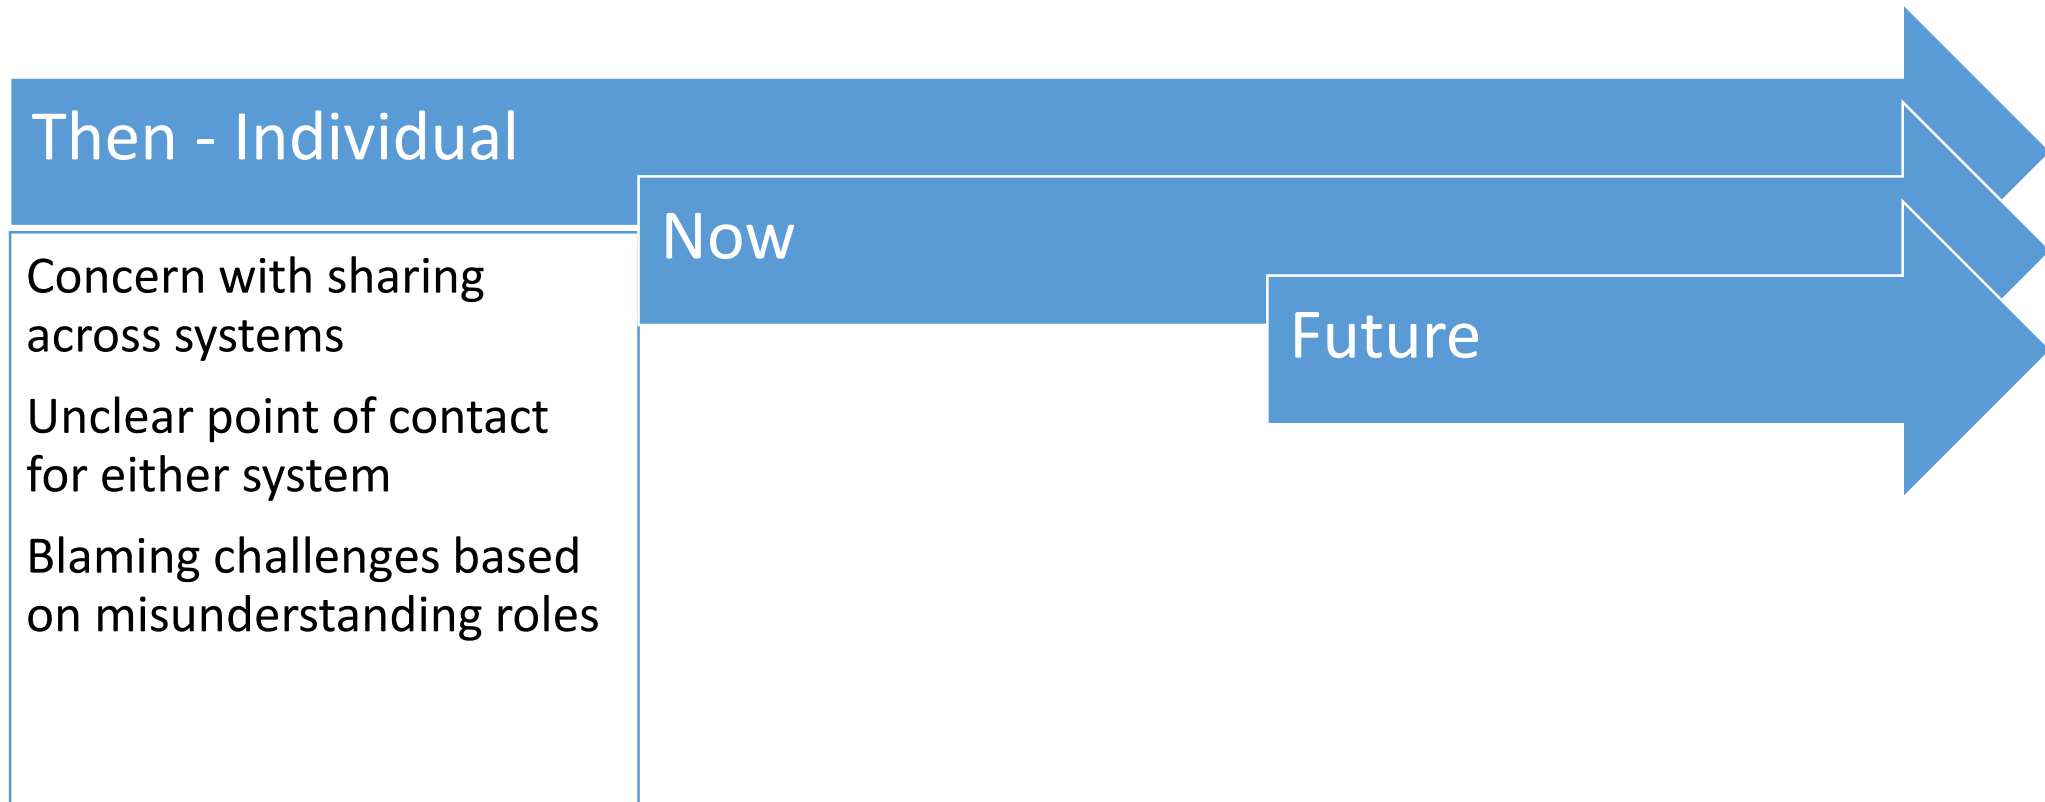 Then - Individual
Now
Future
Concern with sharing
across systems
Unclear point of contact
for either system
Blaming challenges based
on misunderstanding roles